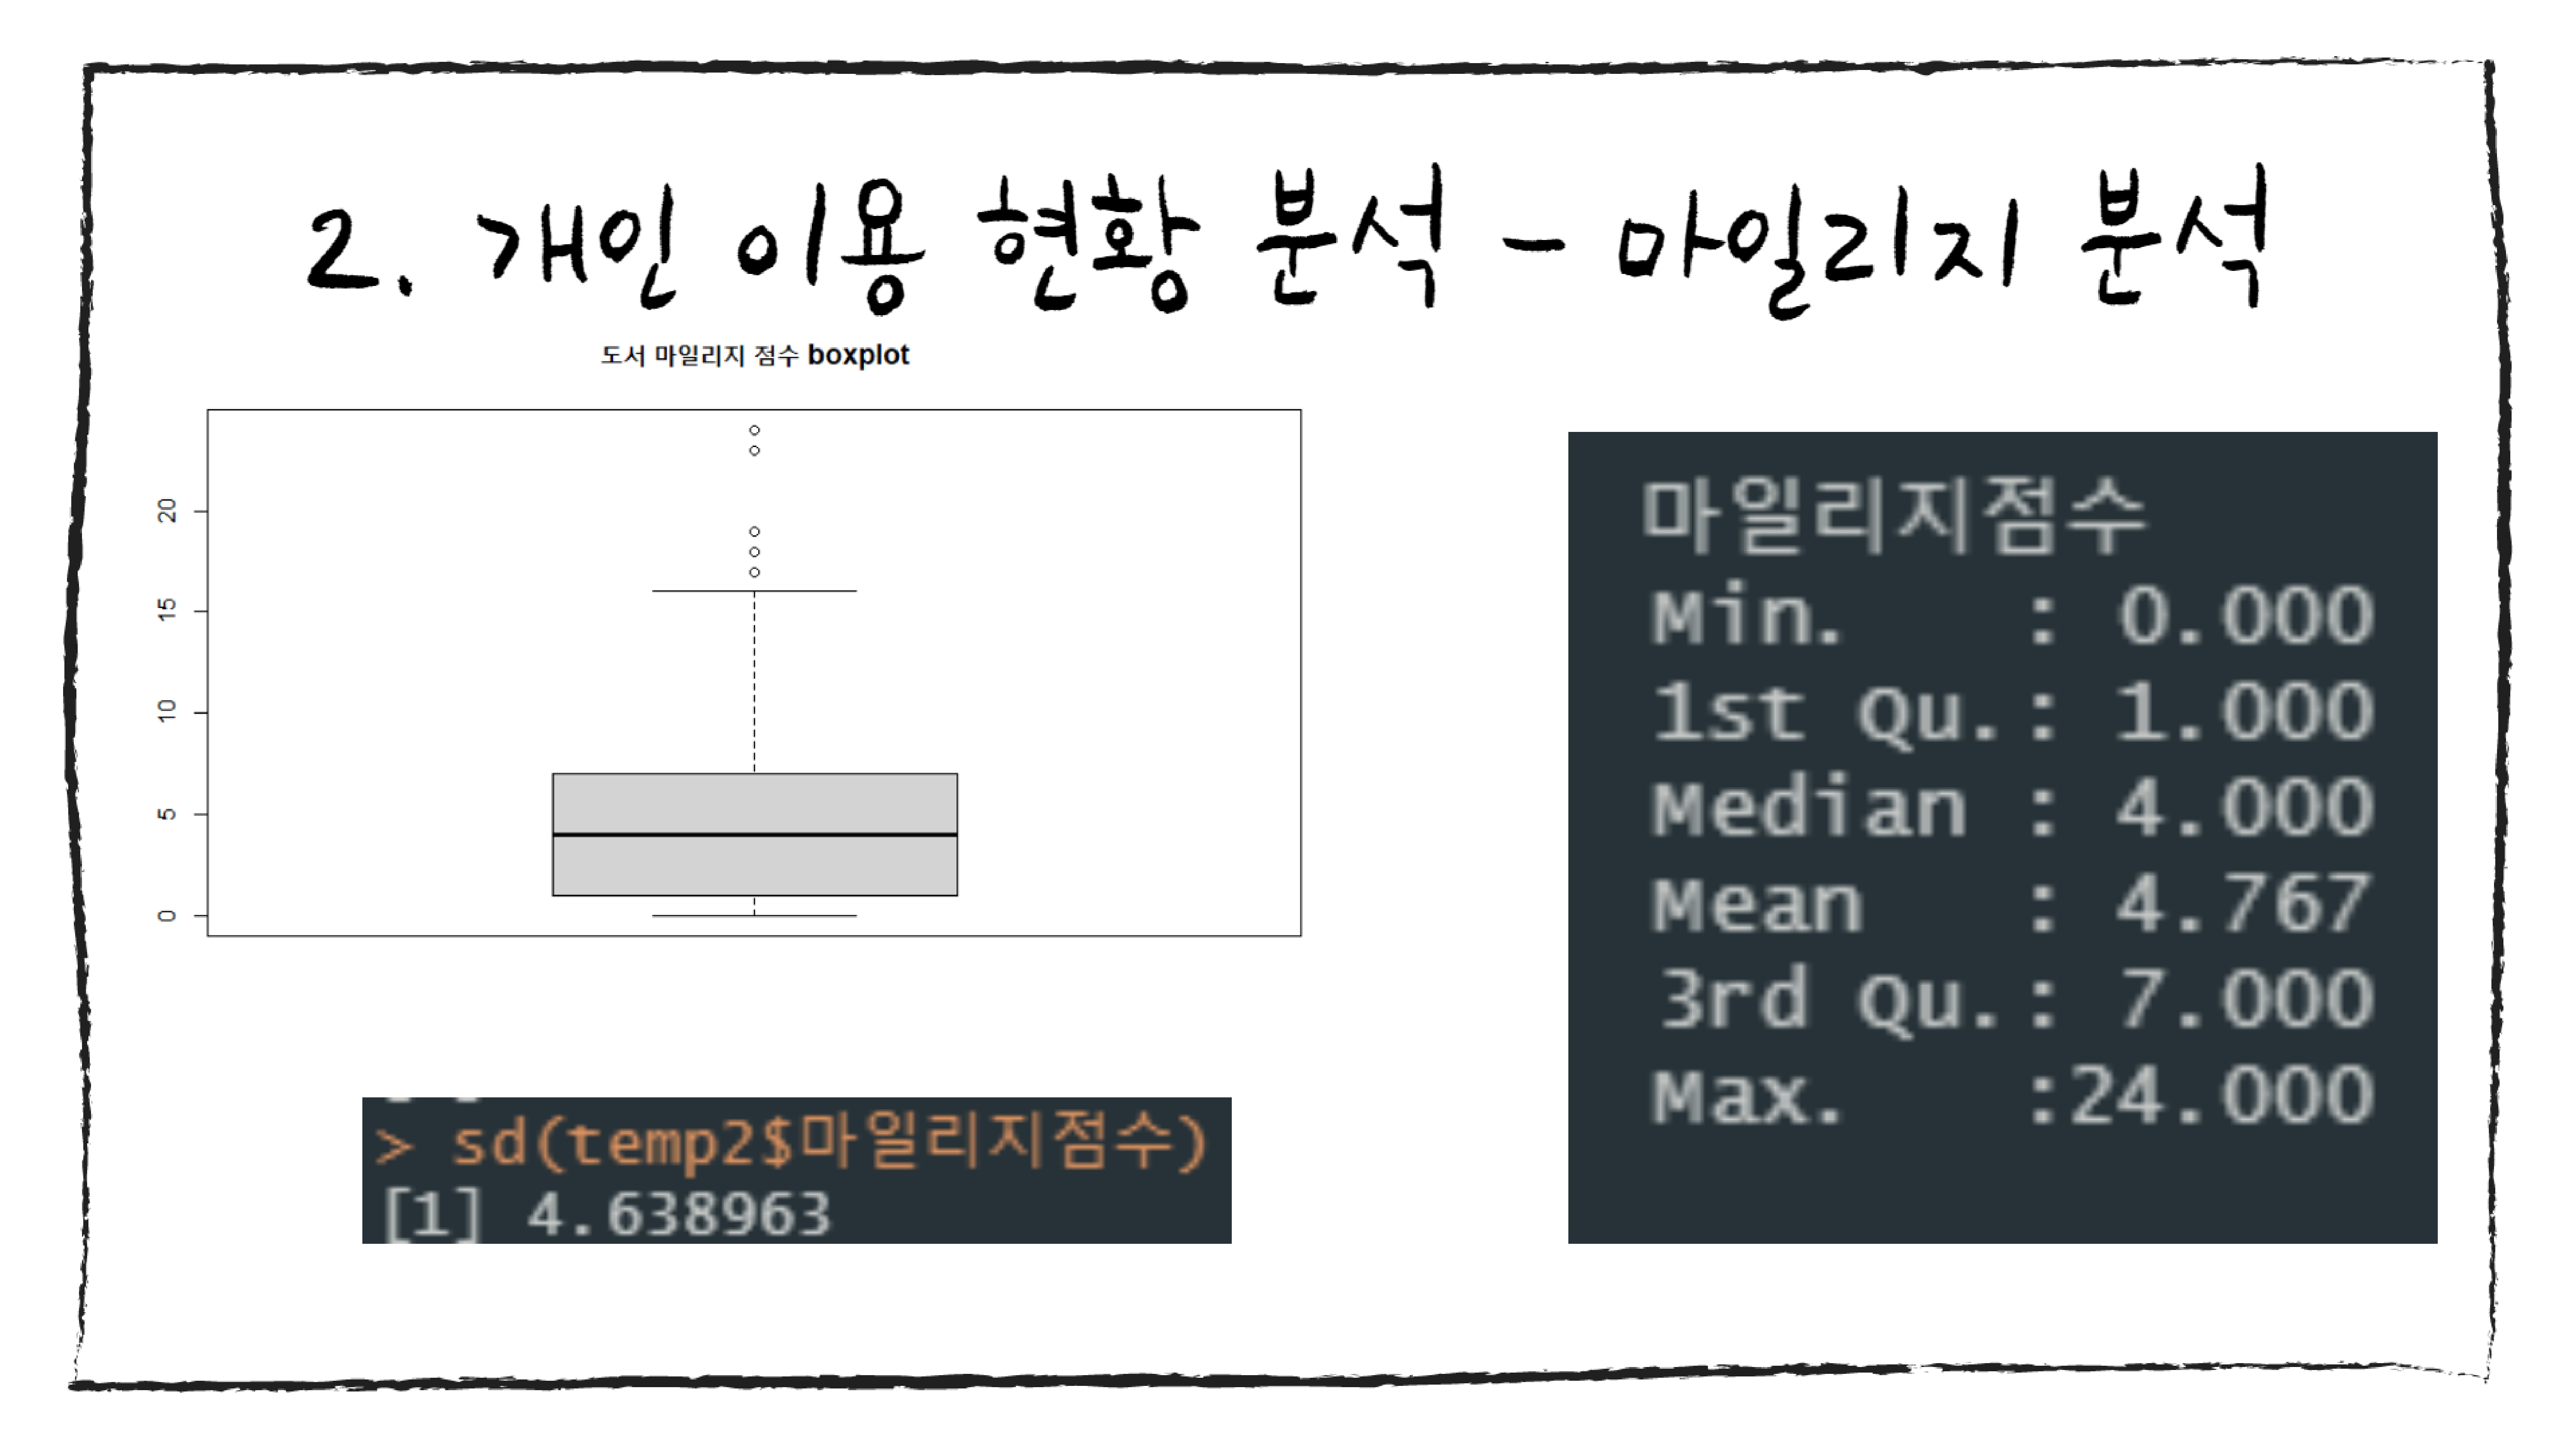 2. 개인 이용 현황 분석 - 마일리지 분석
도서 마일리지 점수 boxplot
20
15
10
5
0
> sd(temp2$마일리지점수)
[1] 4.638963
마일리지점수
Min. : 0.000
1st Qu.: 1.000
Median : 4.000
Mean : 4.767
3rd Qu.: 7.000
Max. :24.000